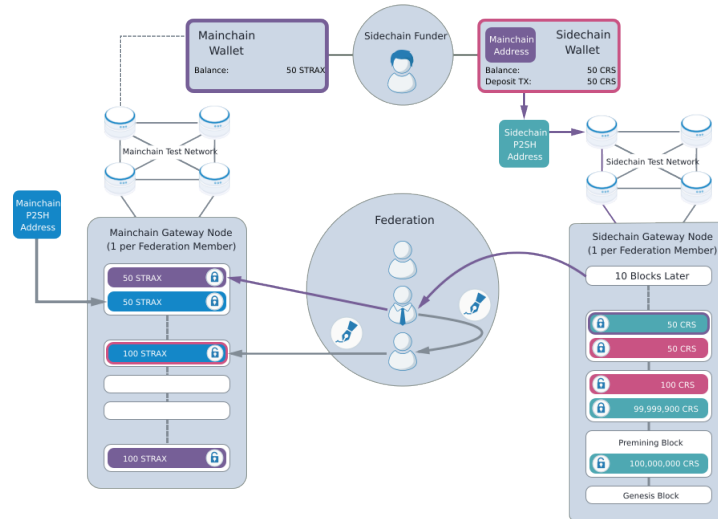 Mainchain
Wallet
Balance: 50 STRAX
Sidechain Funder
Mainchain
Address
Sidechain
Wallet
Balance: 50 CRS
Deposit TX: 50 CRS
Sidechain
P2SH
Address
Mainchain Test Network
Sidechain Test Network
Mainchain
P2SH
Address
Mainchain Gateway Node
(1 per Federation Member)
50 STRAX
50 STRAX
100 STRAX
100 STRAX
Federation
Sidechain Gateway Node
(1 per Federation Member)
10 Blocks Later
50 CRS
50 CRS
100 CRS
99,999,900 CRS
Premining Block
100,000,000 CRS
Genesis Block